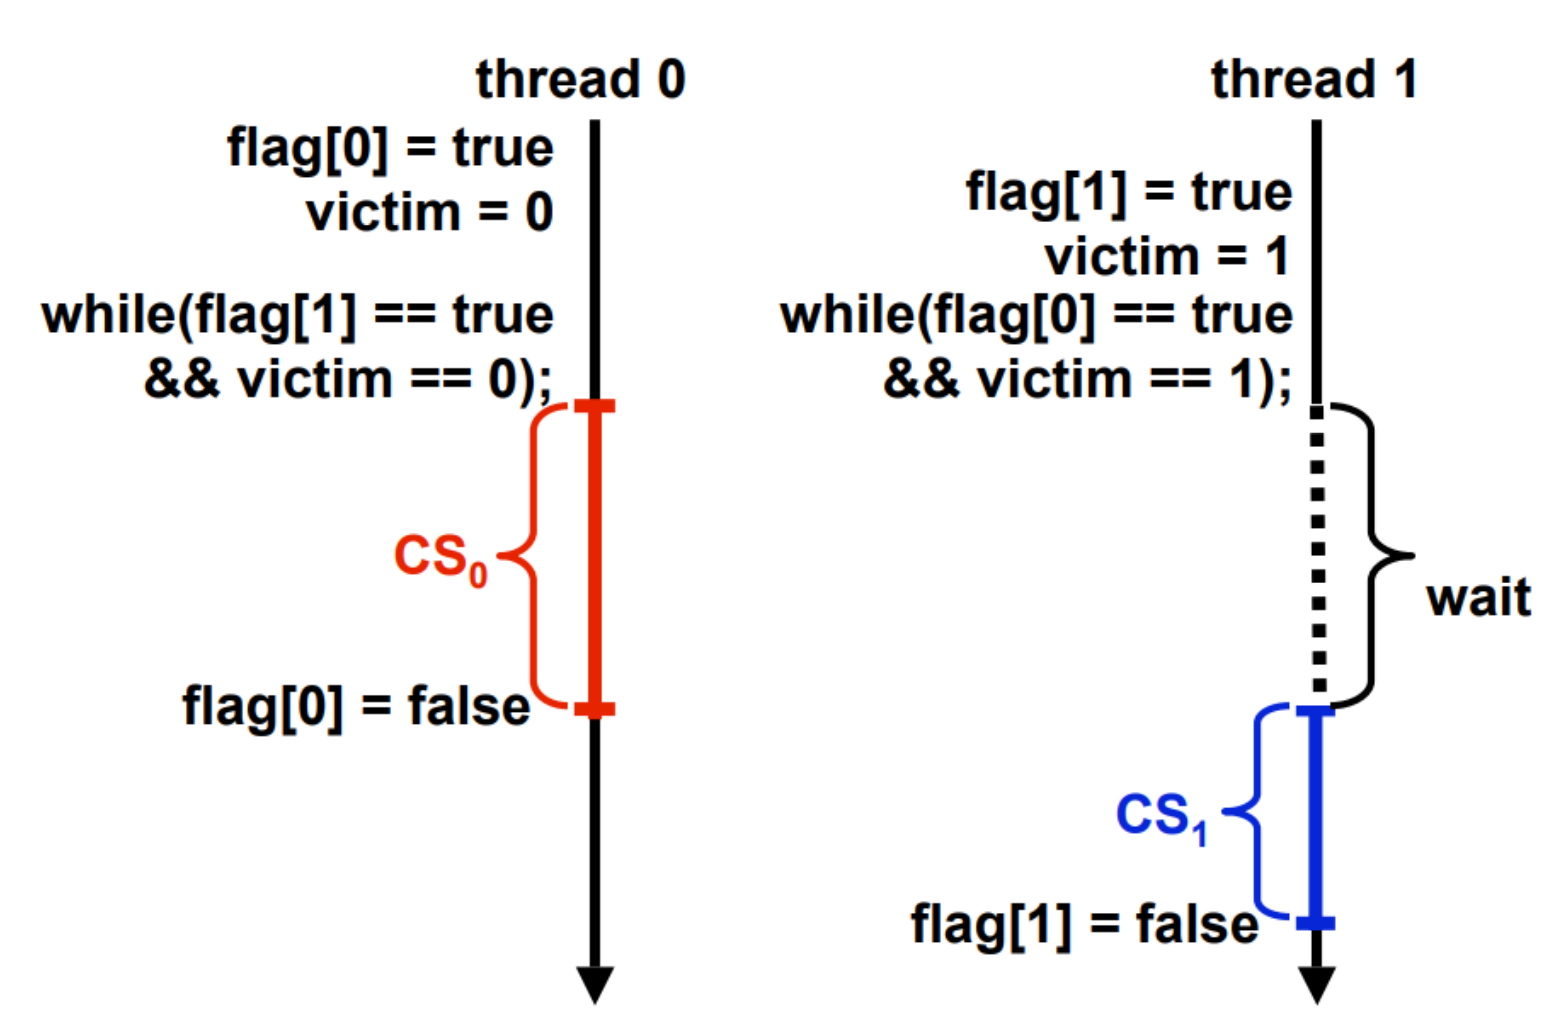 thread 0
flag[0] = true
victim = 0
while(flag[1] == true
&& victim == 0);
CS₀
flag[0] = false
thread 1
flag[1] = true
victim = 1
while(flag[0] == true
&& victim == 1);
wait
CS₁
flag[1] = false